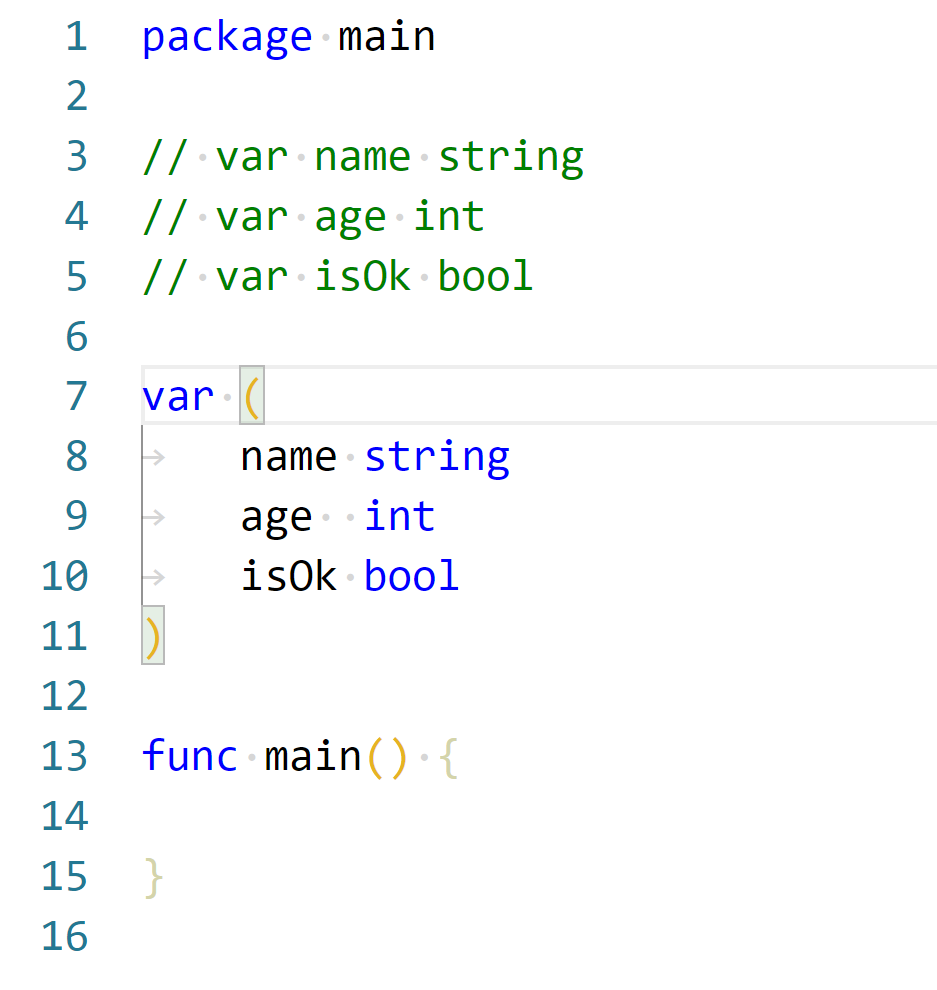 1 package main
2
3 // var name string
4 // var age int
5 // var isOk bool
6
7 var (
8 name string
9 age  int
10 isOk bool
11 )
12
13 func main() {
14
15 }
16